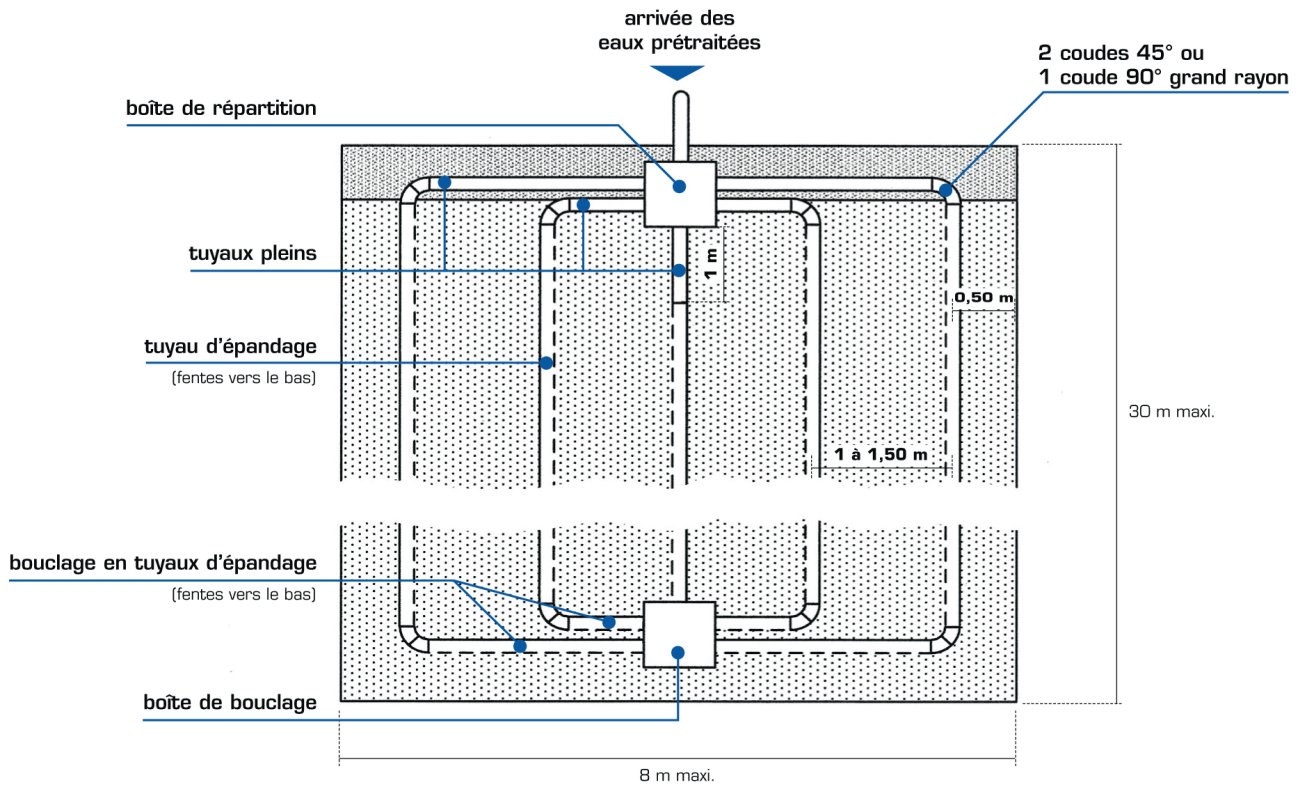 arrivée des
eaux prétraitées
2 coudes 45° ou
1 coude 90° grand rayon
boîte de répartition
tuyaux pleins
1 m
0,50 m
tuyau d'épandage
(fentes vers le bas)
30 m maxi.
1 à 1,50 m
bouclage en tuyaux d'épandage
(fentes vers le bas)
boîte de bouclage
8 m maxi.